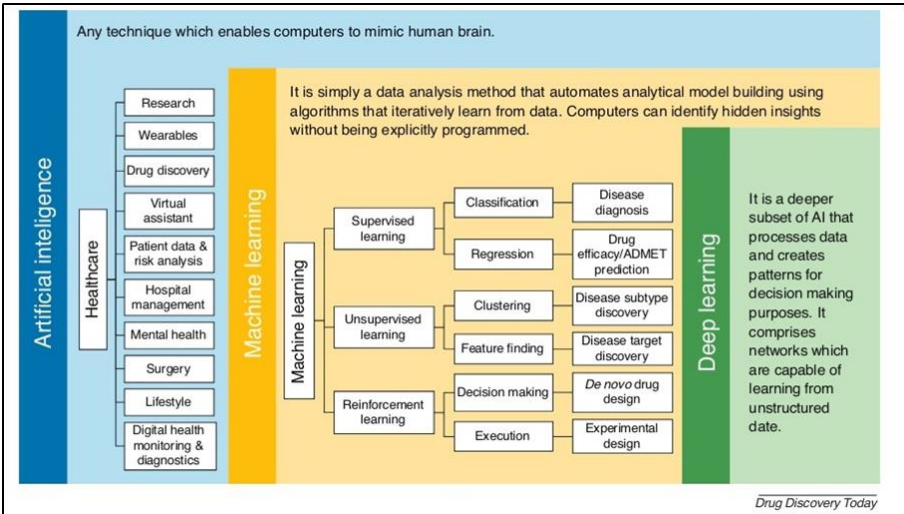 Any technique which enables computers to mimic human brain.
Artificial inteligence
Healthcare
Research
Wearables
Drug discovery
Virtual
assistant
Patient data &
risk analysis
Hospital
management
Mental health
Surgery
Lifestyle
Digital health
monitoring &
diagnostics
Machine learning
It is simply a data analysis method that automates analytical model building using
algorithms that iteratively learn from data. Computers can identify hidden insights
without being explicitly programmed.
Machine learning
Supervised
learning
Classification
Disease
diagnosis
Regression
Drug
efficacy/ADMET
prediction
Unsupervised
learning
Clustering
Disease subtype
discovery
Feature finding
Disease target
discovery
Reinforcement
learning
Decision making
De novo drug
design
Execution
Experimental
design
Deep learning
It is a deeper
subset of AI that
processes data
and creates
patterns for
decision making
purposes. It
comprises
networks which
are capable of
learning from
unstructured
date.
Drug Discovery Today